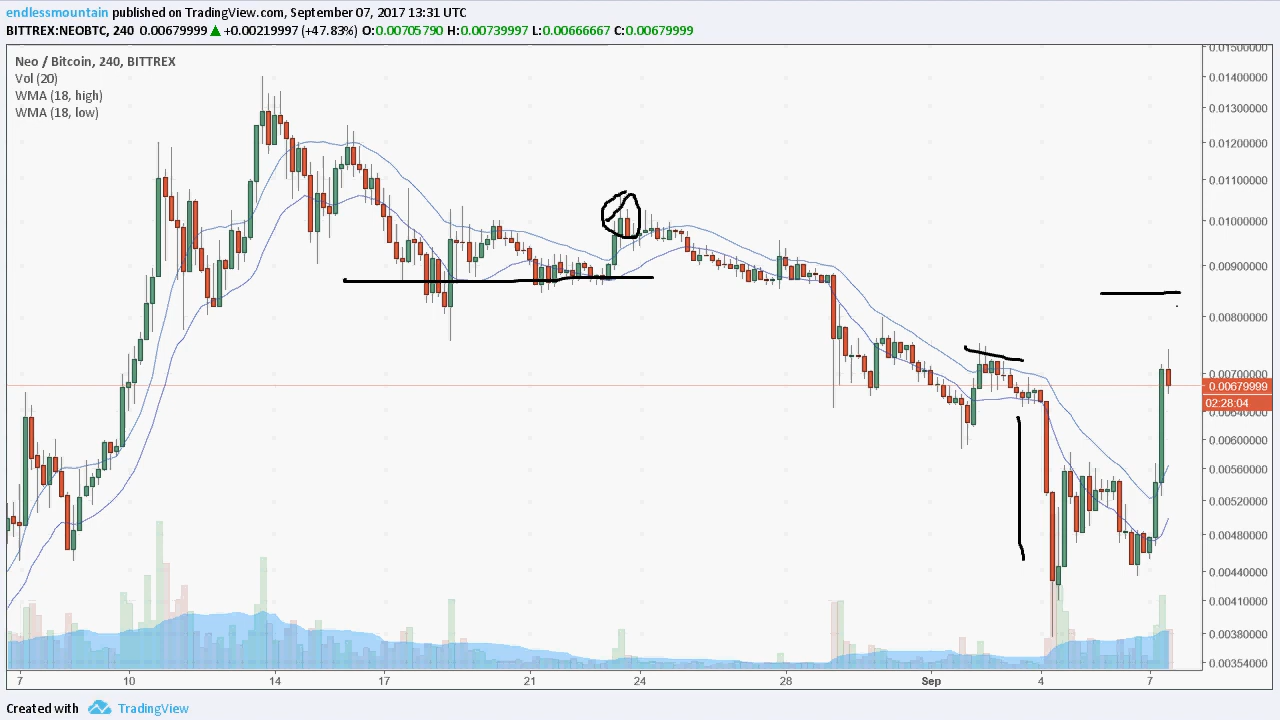 endlessmountain published on TradingView.com, September 07, 2017 13:31 UTC
BITTREX:NEOBTC, 240 0.00679999 ▲ +0.00219997 (+47.83%) O:0.00705790 H:0.00739997 L:0.00666667 C:0.00679999
Neo / Bitcoin, 240, BITTREX
Vol (20)
WMA (18, high)
WMA (18, low)
0.01500000
0.01400000
0.01300000
0.01200000
0.01100000
0.01000000
0.00900000
0.00800000
0.00700000
0.00679999
02:28:04
0.00640000
0.00600000
0.00560000
0.00520000
0.00480000
0.00440000
0.00410000
0.00380000
0.00354000
7 10 14 17 21 24 28 Sep 4 7
Created with TradingView